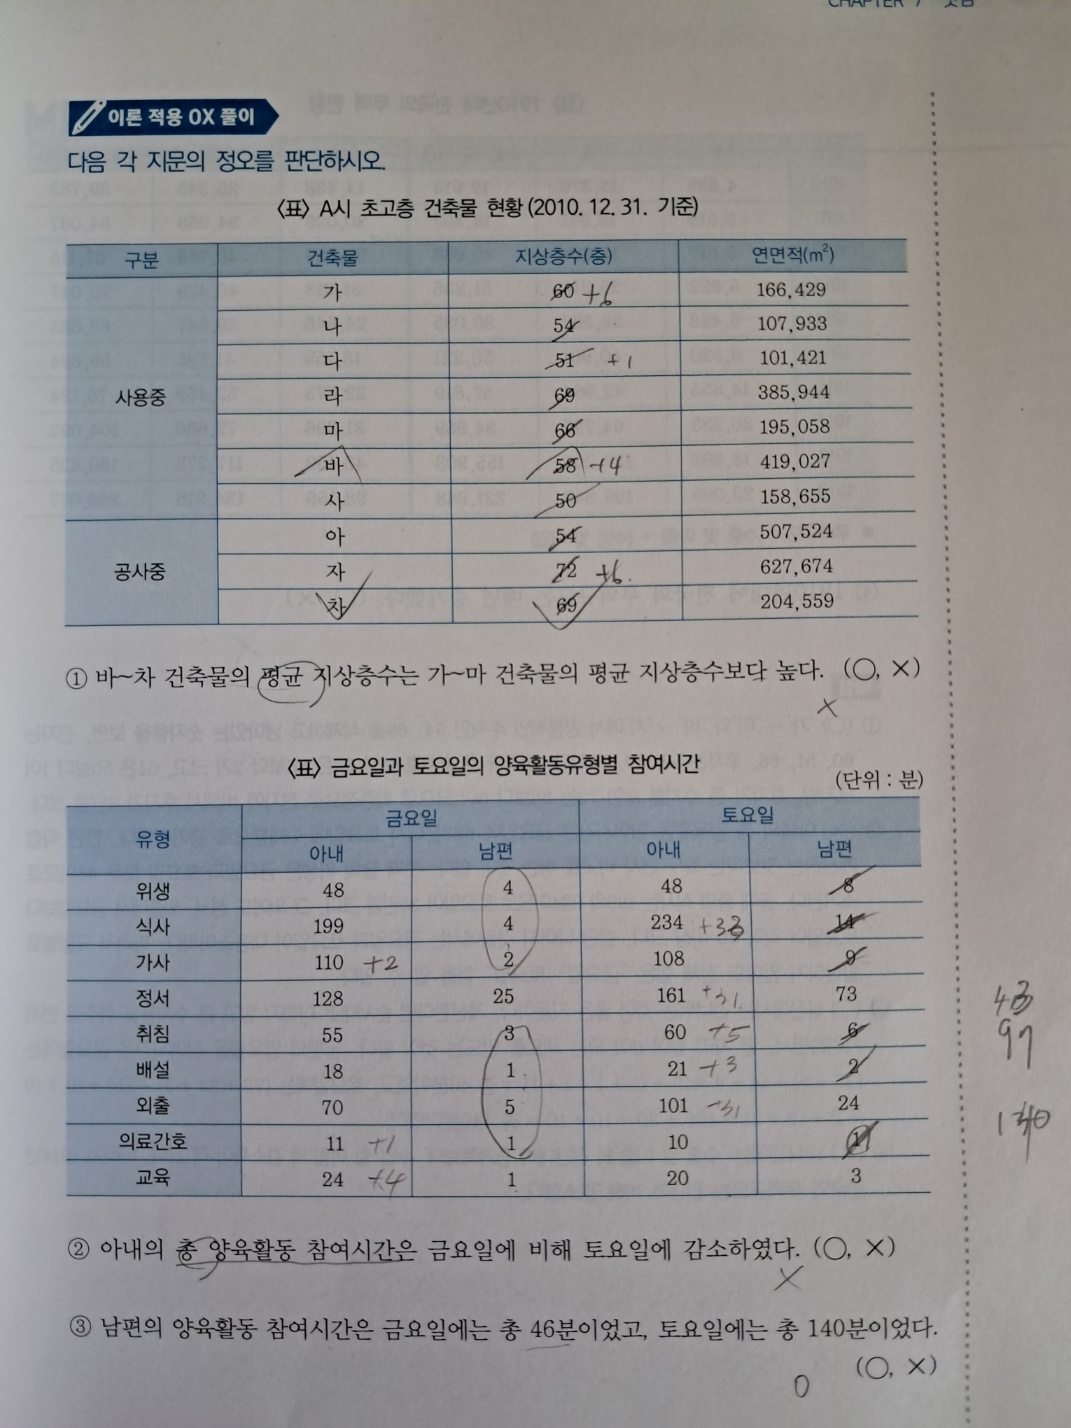 CHAPTER 7
이론 적용 OX 풀이
다음 각 지문의 정오를 판단하시오.
〈표〉 A시 초고층 건축물 현황(2010. 12. 31. 기준)
구분 건축물 지상층수(층) 연면적(m²)
가 60 +6 166,429
나 54 107,933
다 51 +1 101,421
사용중 라 69 385,944
마 66 195,058
바 58 +4 419,027
사 50 158,655
아 54 507,524
공사중 자 72 +6. 627,674
차 69 204,559
① 바~차 건축물의 평균 지상층수는 가~마 건축물의 평균 지상층수보다 높다. (○, ×)
×
〈표〉 금요일과 토요일의 양육활동유형별 참여시간
(단위 : 분)
유형 금요일 토요일
아내 남편 아내 남편
위생 48 4 48 8
식사 199 4 234 14
가사 110 +2 2 108 9
정서 128 25 161 +31 73
취침 55 3 60 +5 6
배설 18 1 21 +3 2
외출 70 5 101 24
의료간호 11 +1 1 10 1
교육 24 +4 1 20 3
43
97
140
② 아내의 총 양육활동 참여시간은 금요일에 비해 토요일에 감소하였다. (○, ×)
×
③ 남편의 양육활동 참여시간은 금요일에는 총 46분이었고, 토요일에는 총 140분이었다.
(○, ×)
0